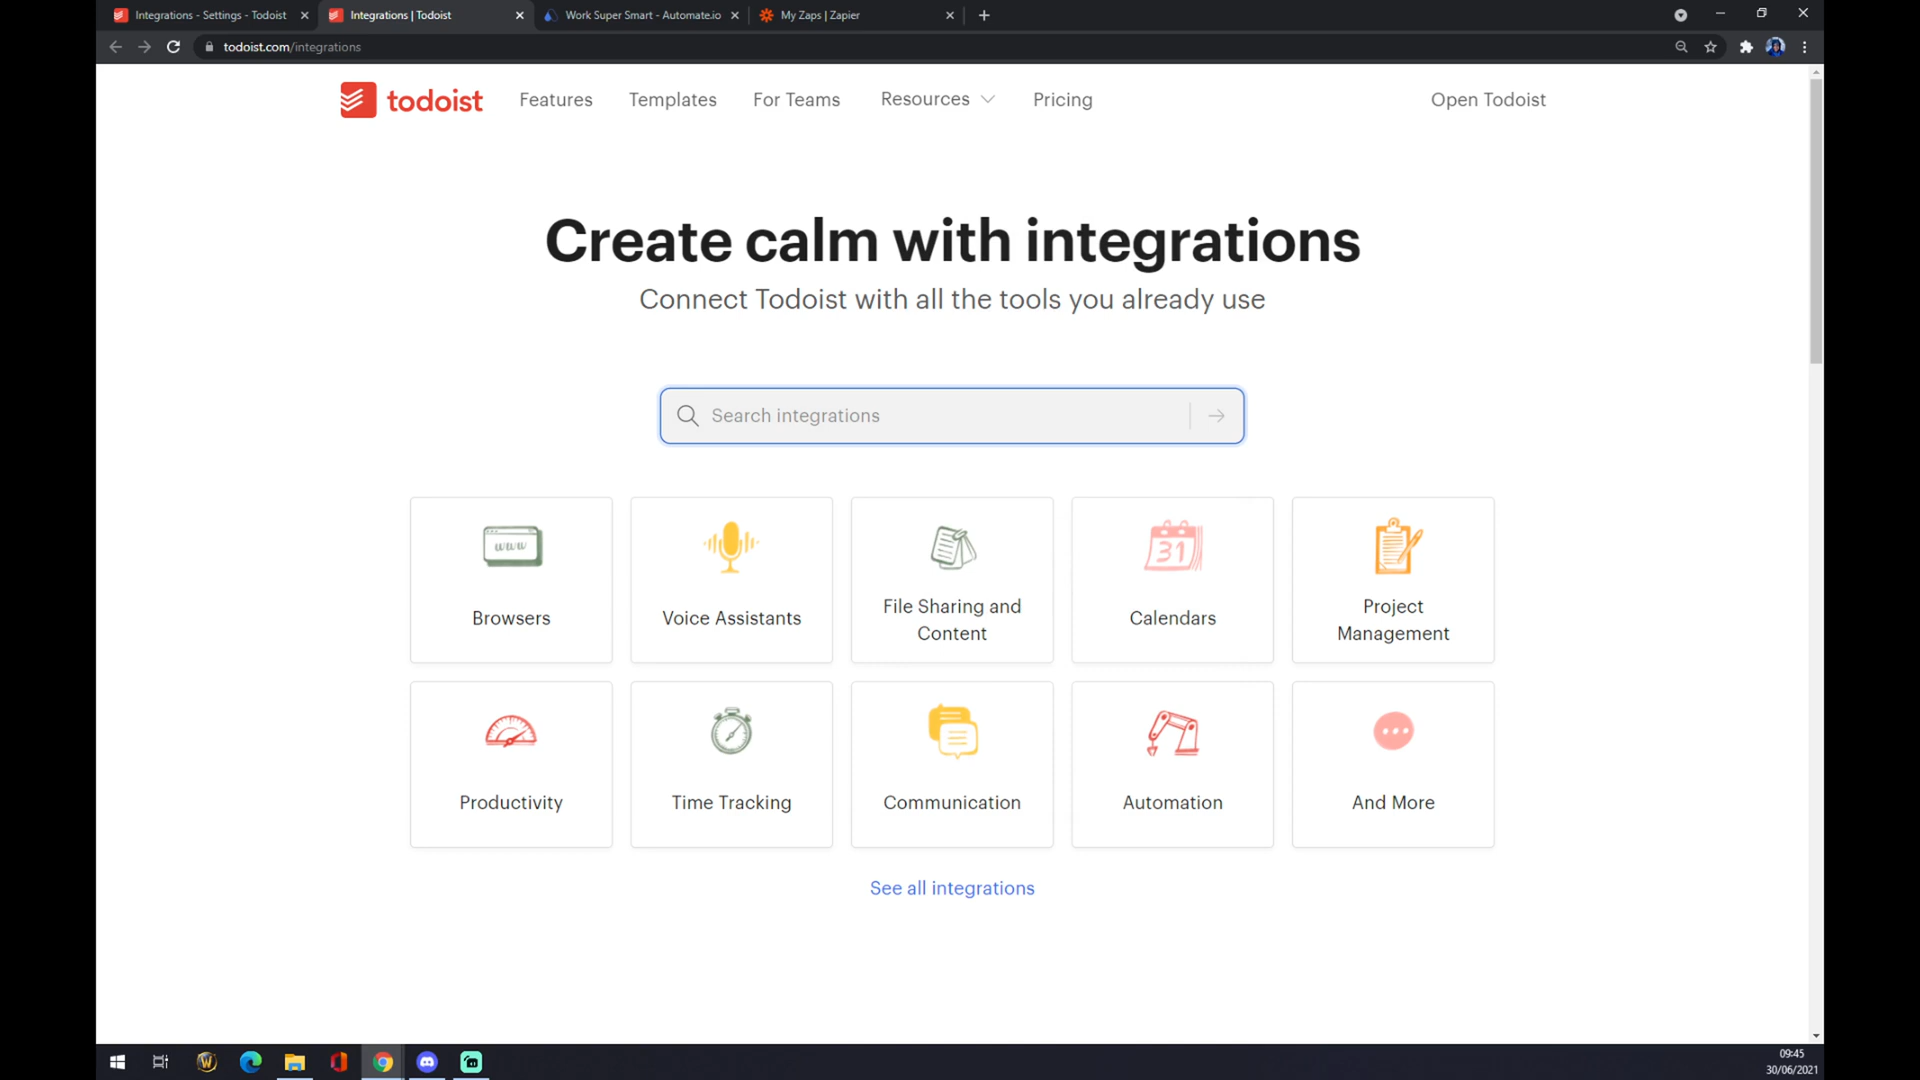 Integrations - Settings - Todoist
Integrations | Todoist
Work Super Smart - Automate.io
My Zaps | Zapier
todoist.com/integrations
todoist
Features
Templates
For Teams
Resources
Pricing
Open Todoist
Create calm with integrations
Connect Todoist with all the tools you already use
Search integrations
WWW
31
Browsers
Voice Assistants
File Sharing and
Content
Calendars
Project
Management
Productivity
Time Tracking
Communication
Automation
And More
See all integrations
W
09:45
30/06/2021